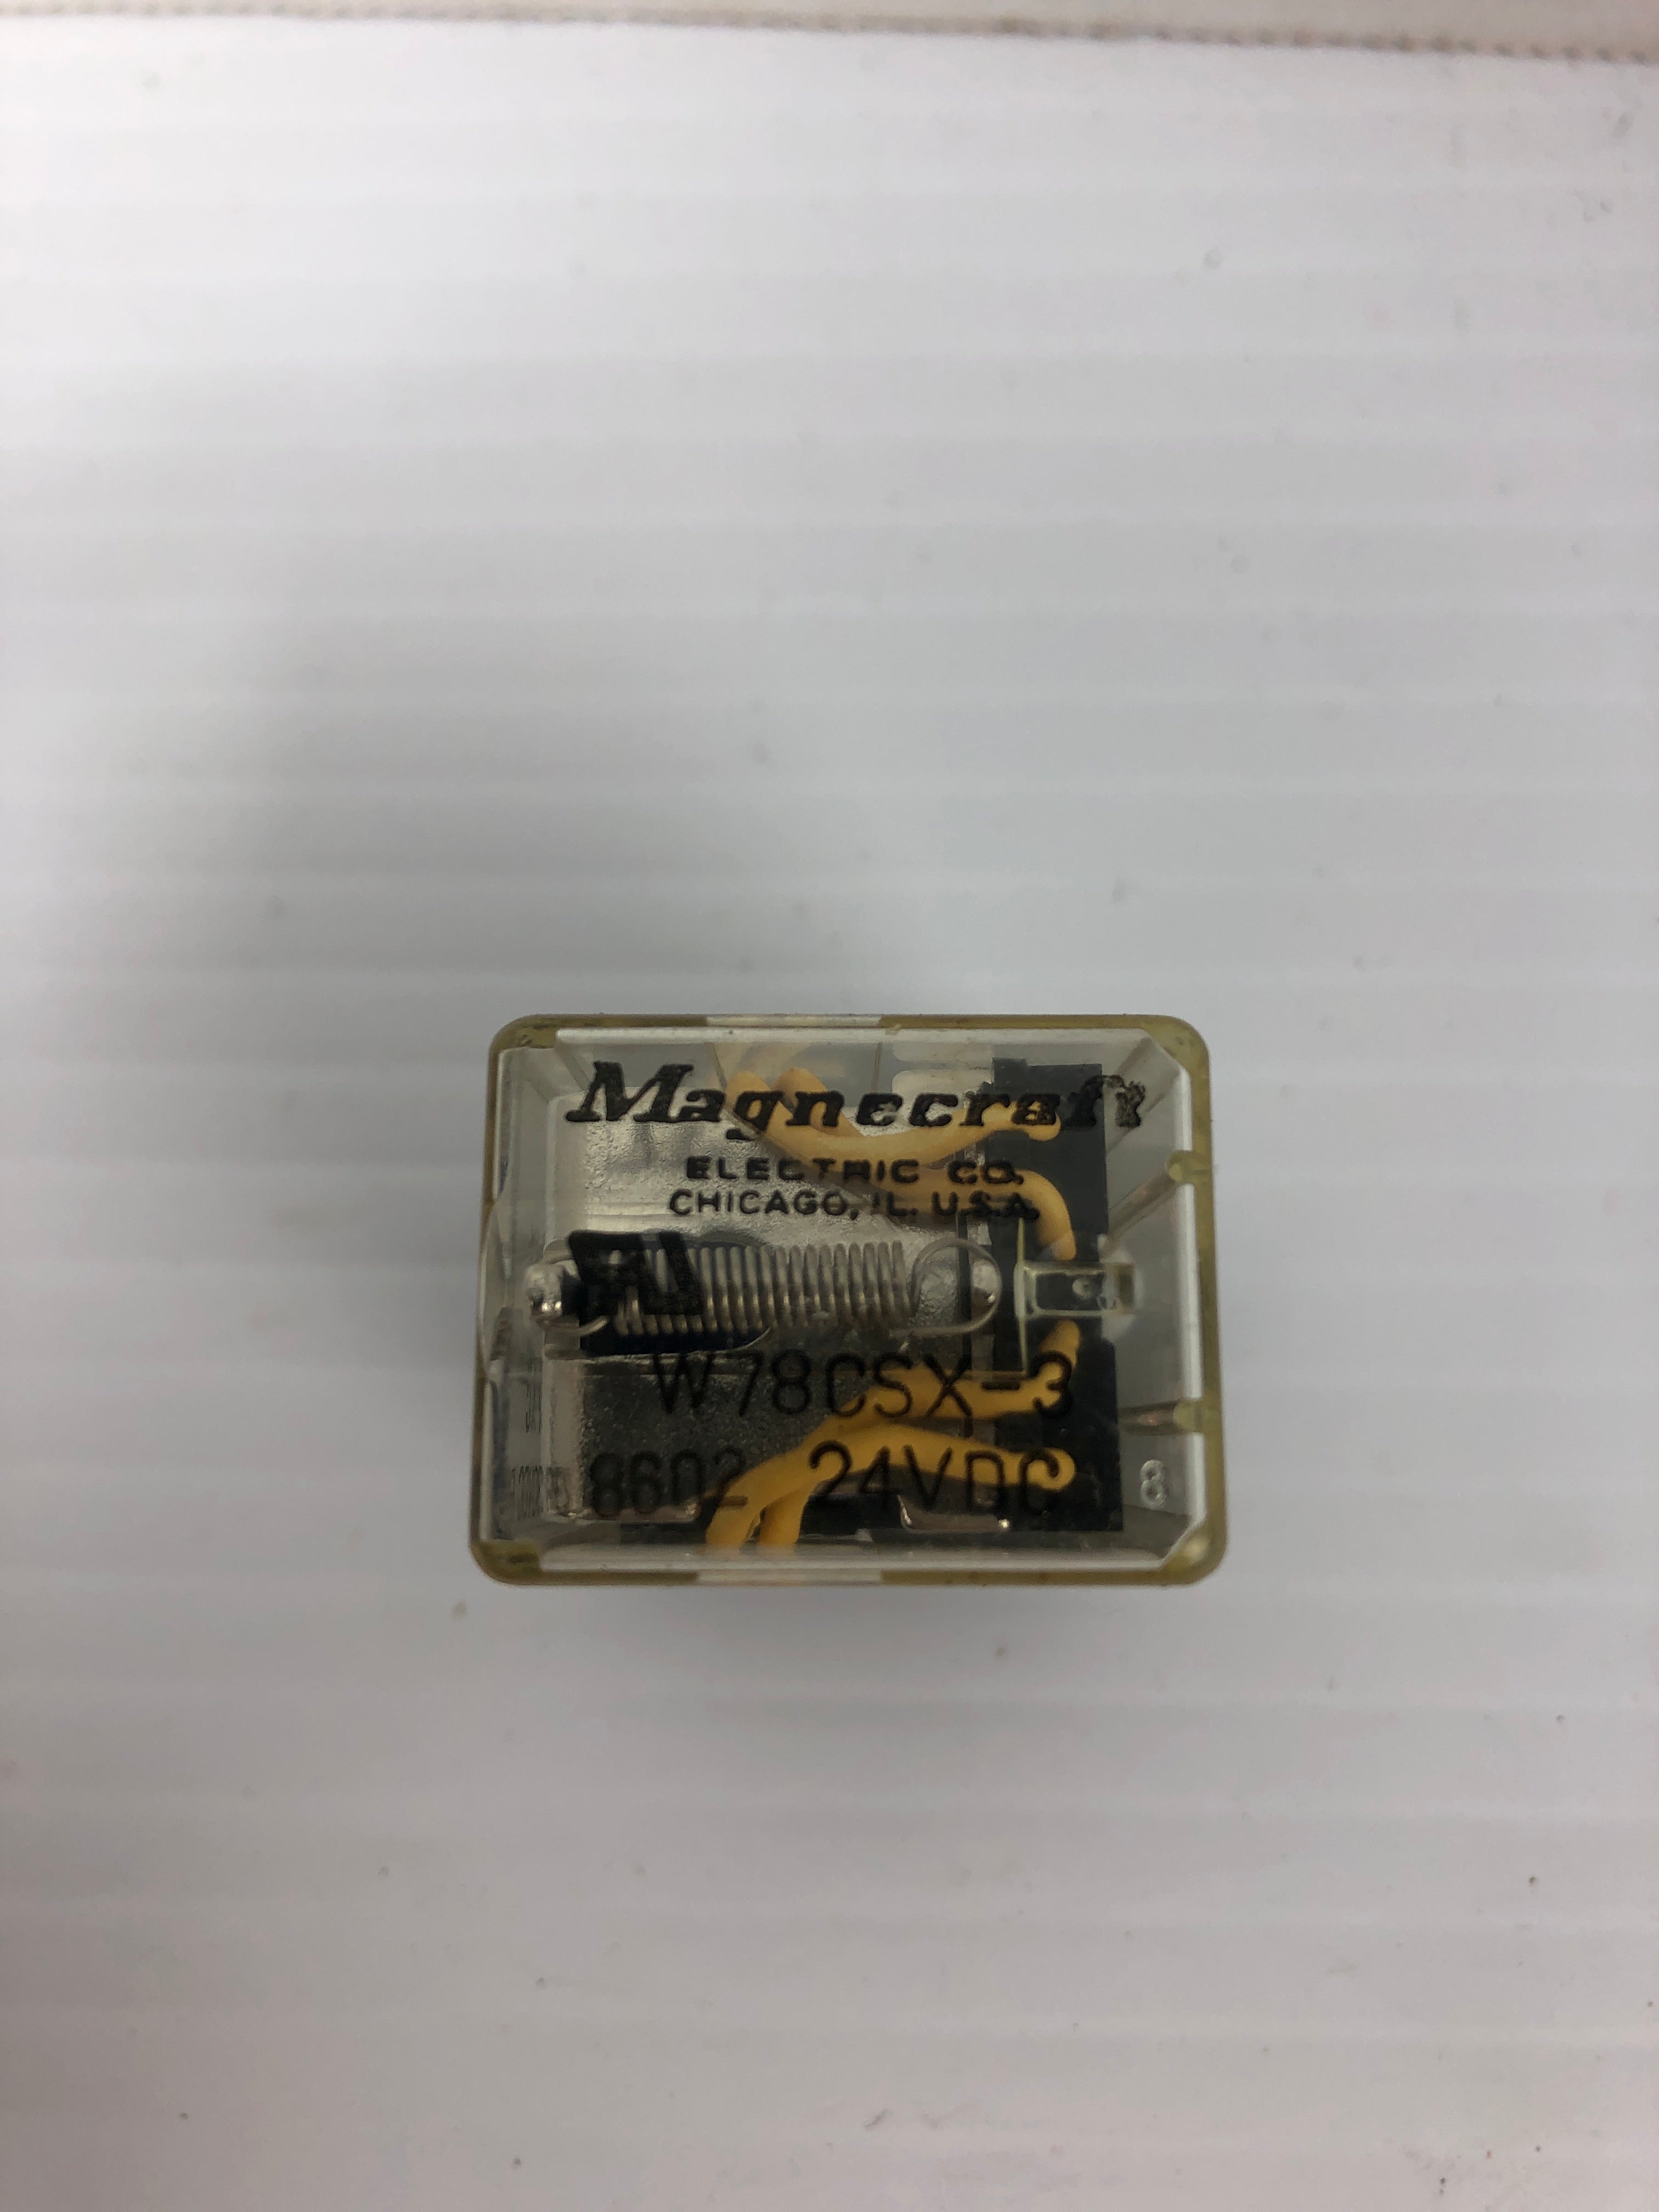 Magnecraft
ELECTRIC CO.
CHICAGO, IL. U.S.A.
W78CSX-3
8602 24VDC
8